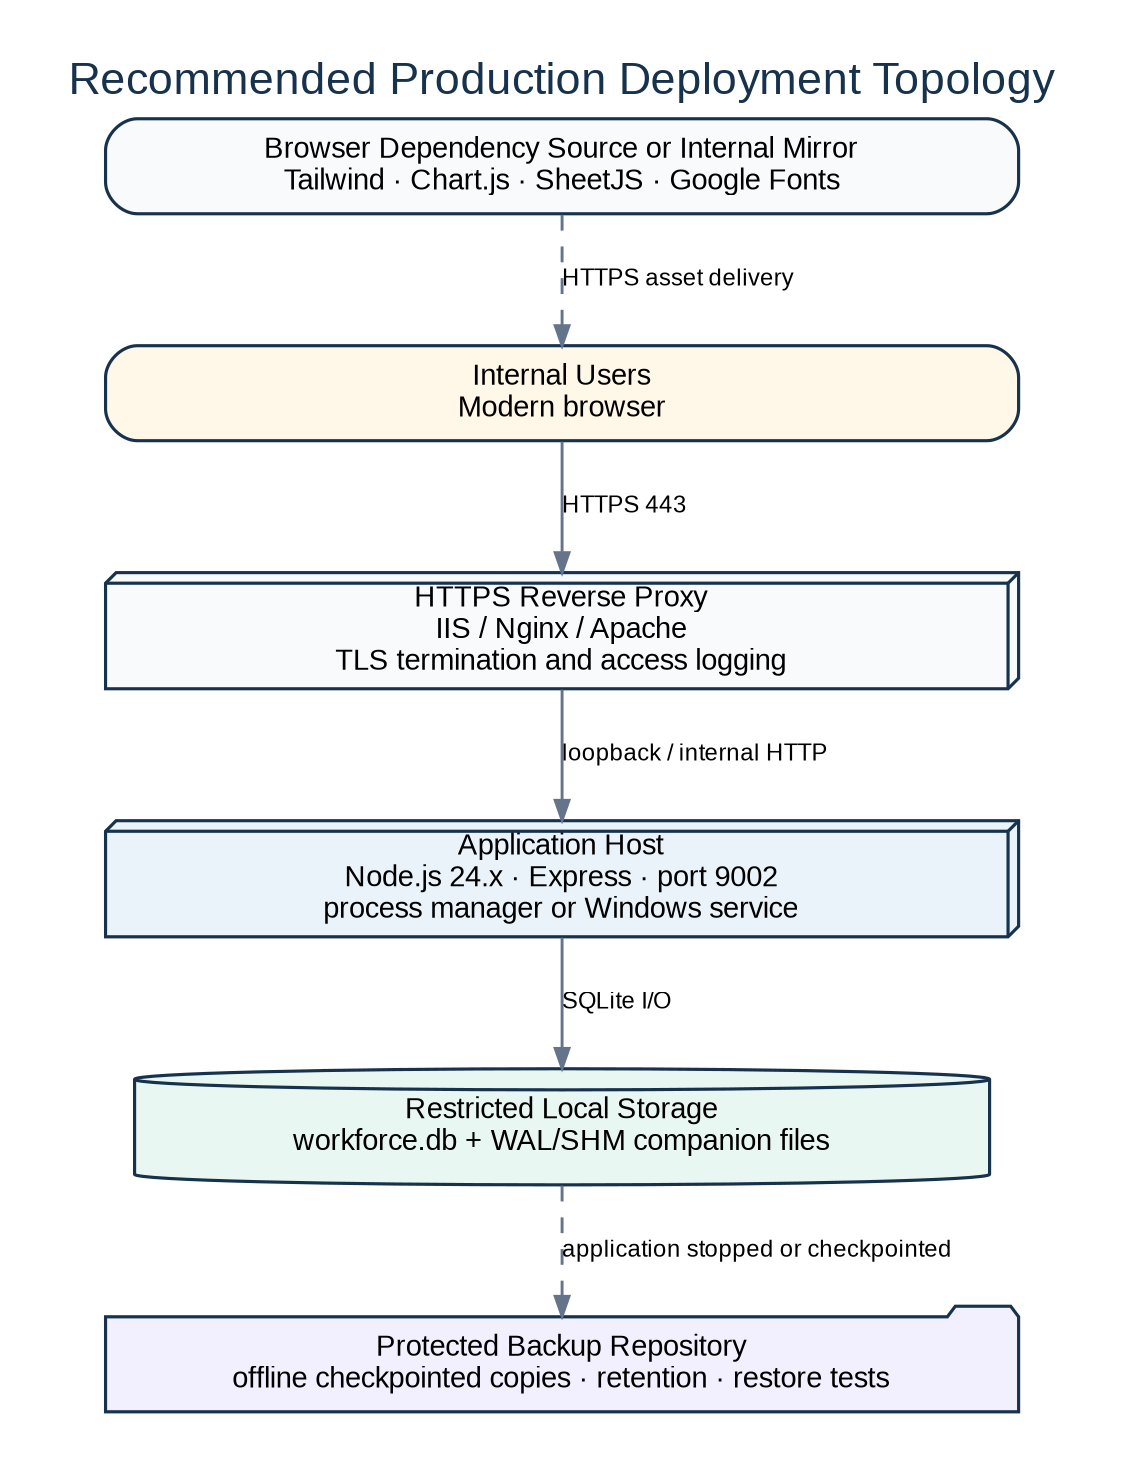 Recommended Production Deployment Topology
Browser Dependency Source or Internal Mirror
Tailwind · Chart.js · SheetJS · Google Fonts
HTTPS asset delivery
Internal Users
Modern browser
HTTPS 443
HTTPS Reverse Proxy
IIS / Nginx / Apache
TLS termination and access logging
loopback / internal HTTP
Application Host
Node.js 24.x · Express · port 9002
process manager or Windows service
SQLite I/O
Restricted Local Storage
workforce.db + WAL/SHM companion files
application stopped or checkpointed
Protected Backup Repository
offline checkpointed copies · retention · restore tests